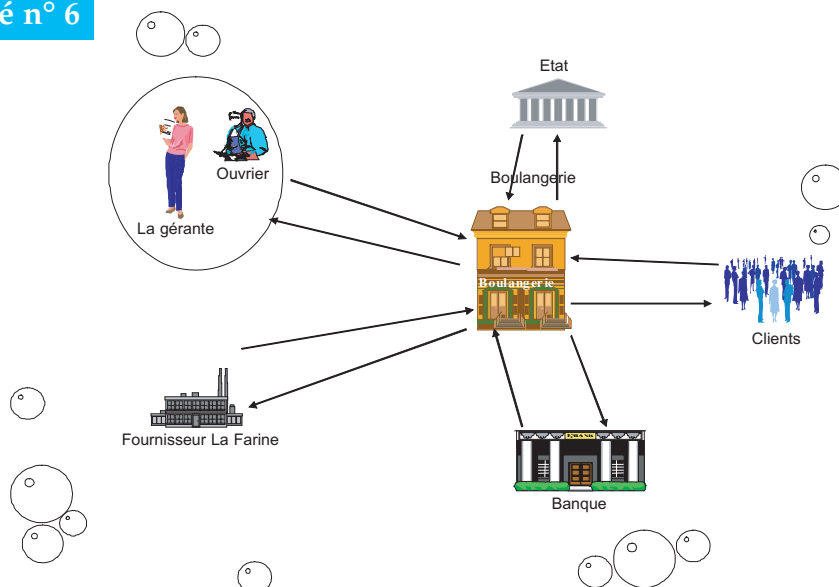 é n° 6
Etat
Boulangerie
Ouvrier
La gérante
Boulangerie
Clients
Fournisseur La Farine
BANK
Banque